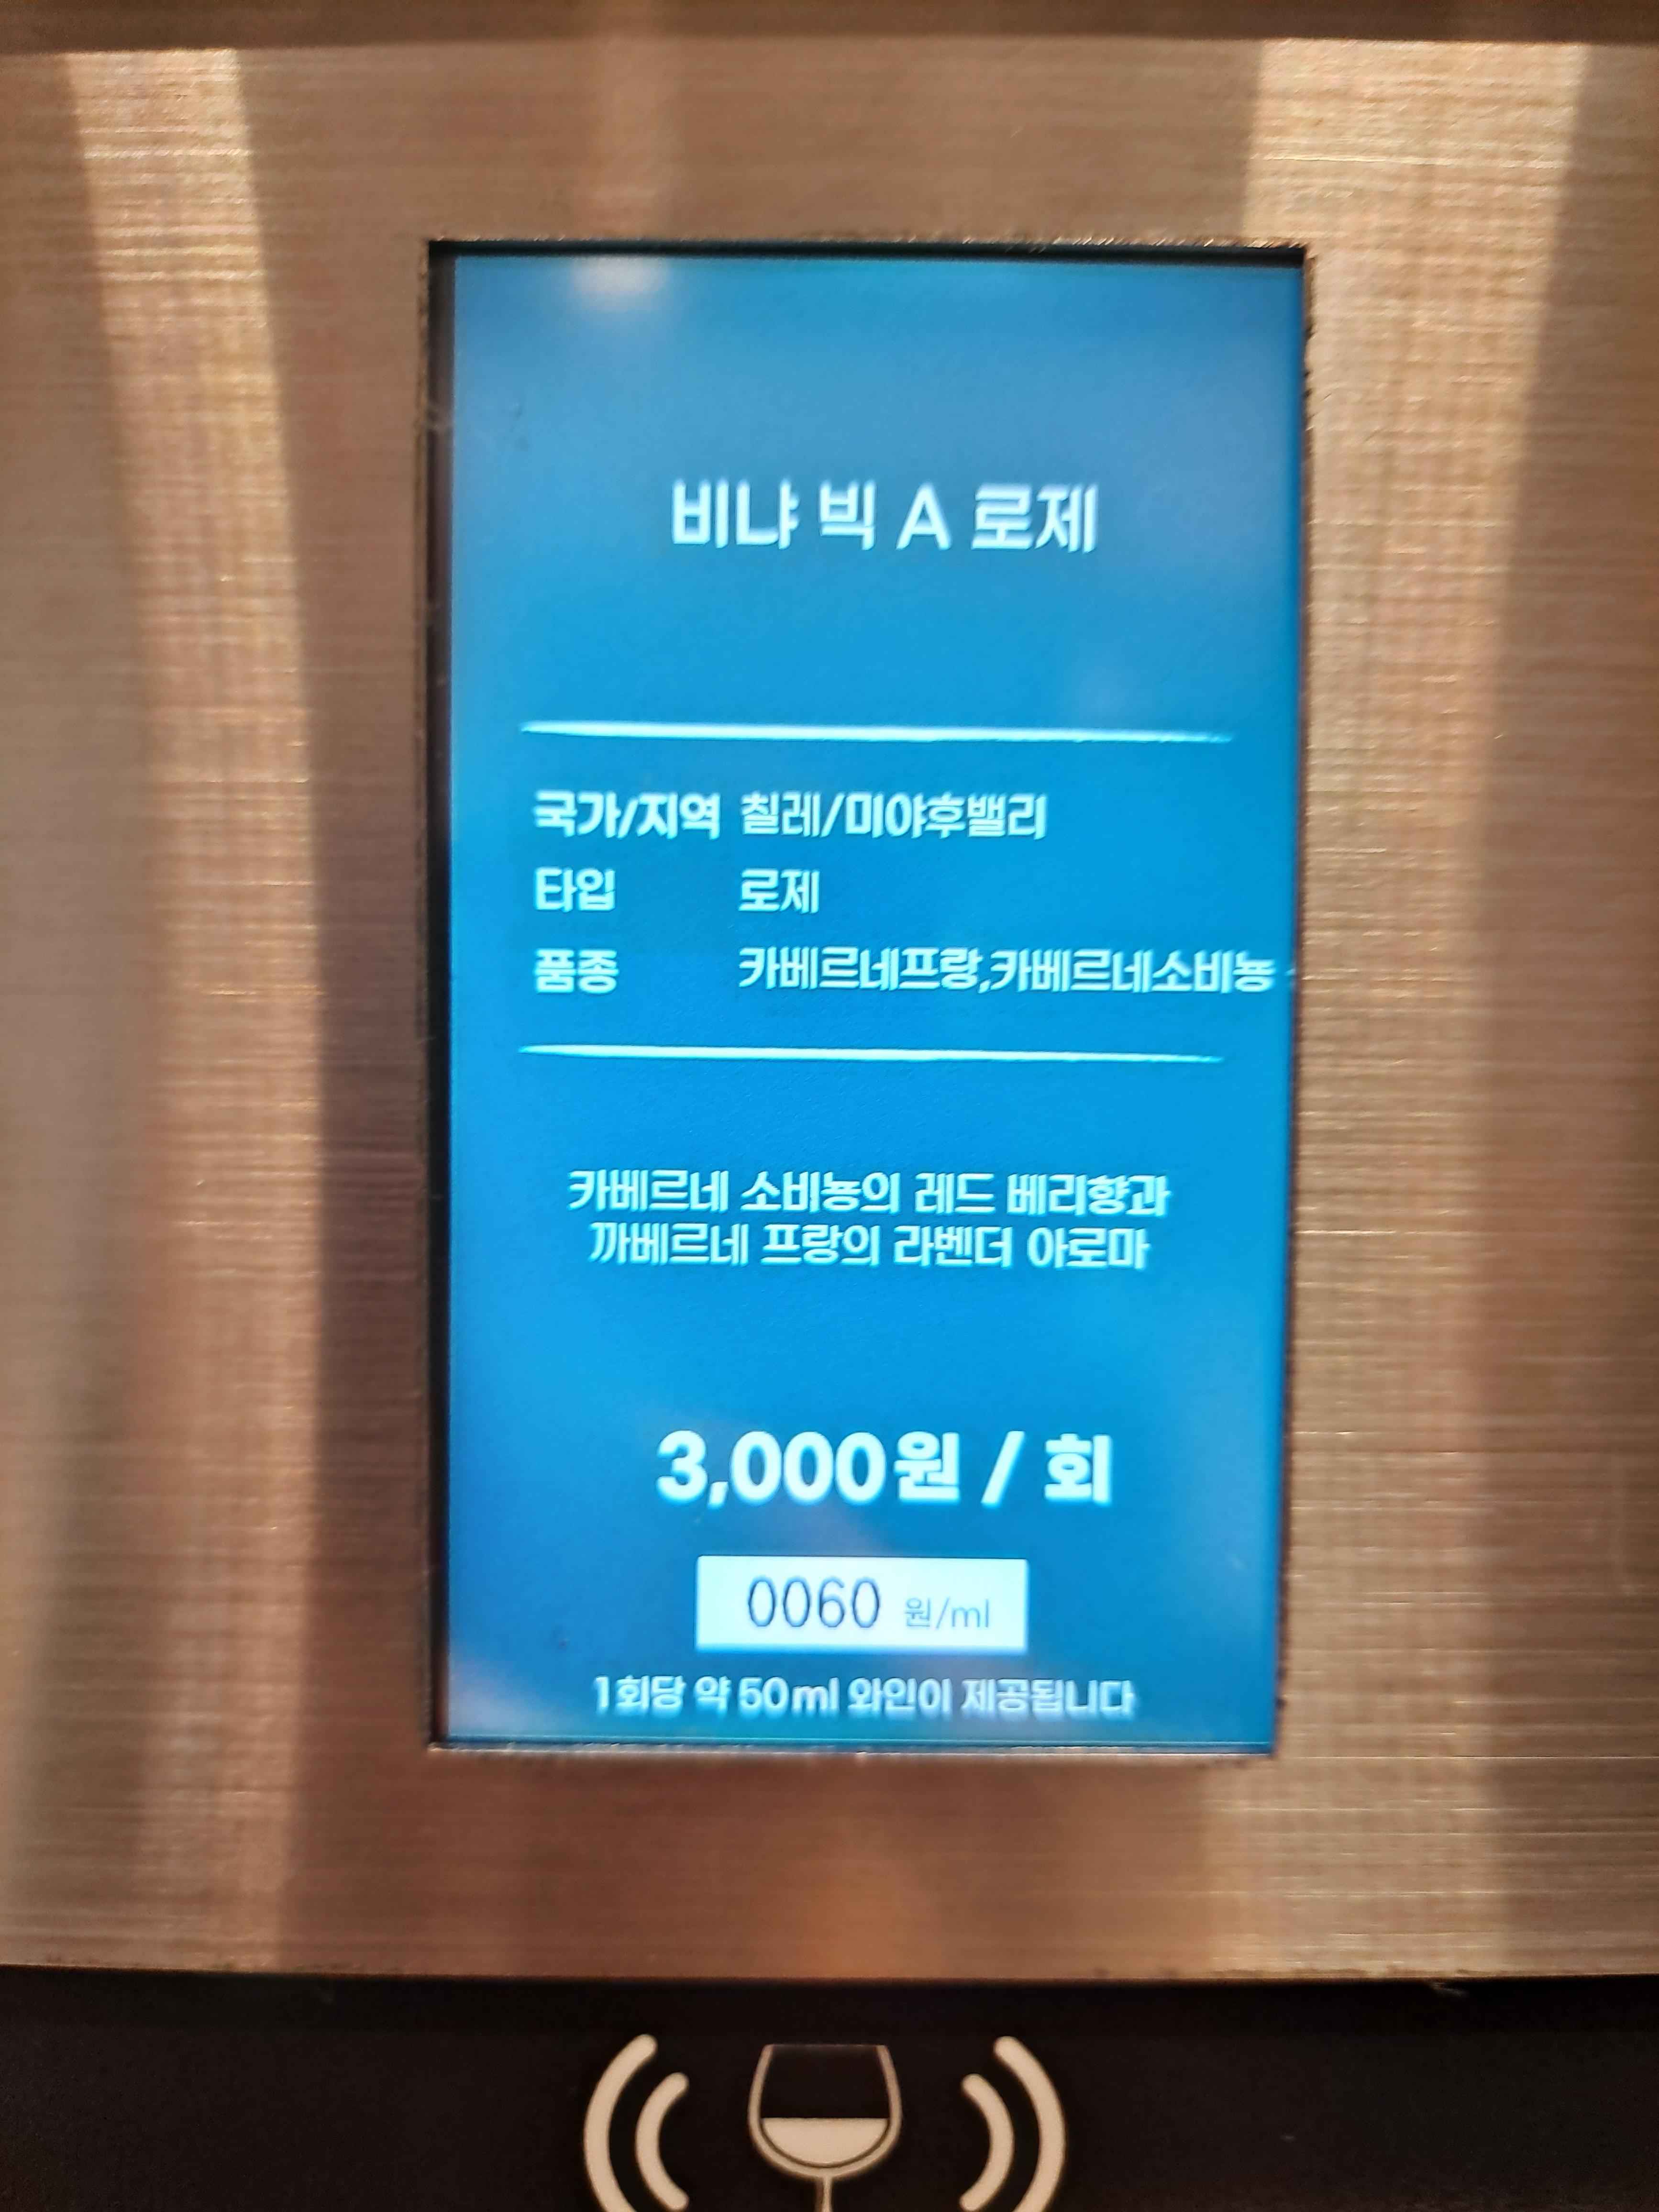 비냐 빅 A 로제
국가/지역 칠레/미야후밸리
타입 로제
품종 카베르네프랑,카베르네소비뇽
카베르네 소비뇽의 레드 베리향과
까베르네 프랑의 라벤더 아로마
3,000원 / 회
0060 원/ml
1회당 약 50ml 와인이 제공됩니다